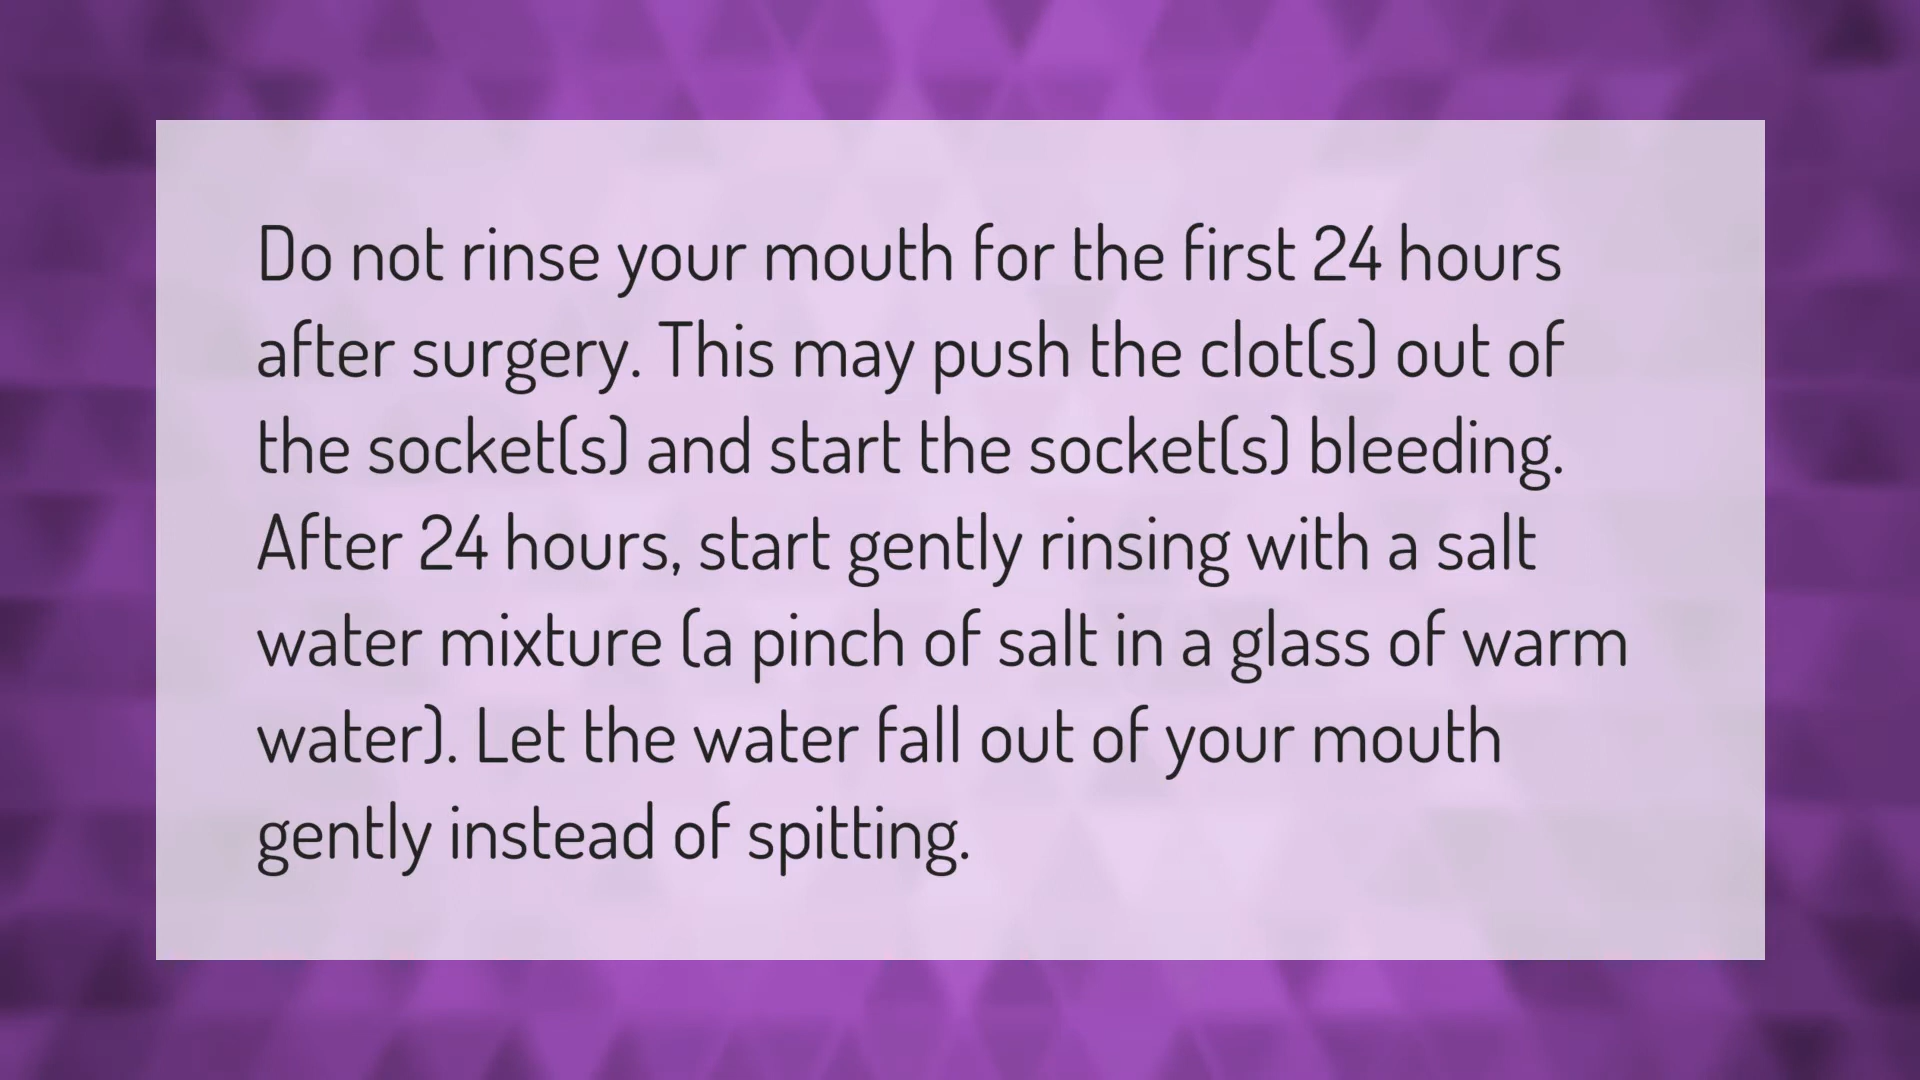 Do not rinse your mouth for the first 24 hours
after surgery. This may push the clot(s) out of
the socket(s) and start the socket(s) bleeding.
After 24 hours, start gently rinsing with a salt
water mixture (a pinch of salt in a glass of warm
water). Let the water fall out of your mouth
gently instead of spitting.